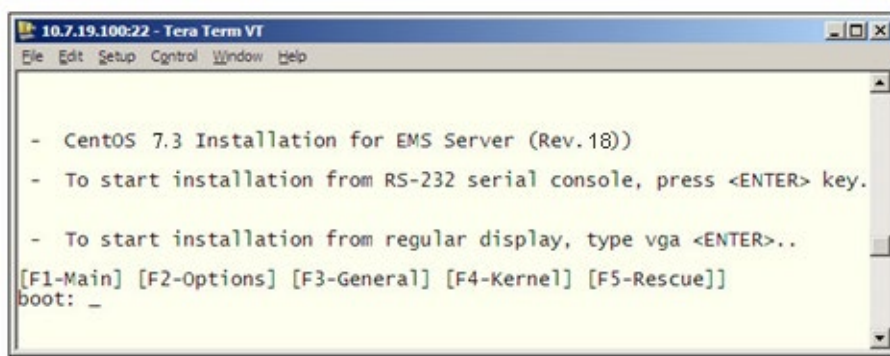 10.7.19.100:22 - Tera Term VT
File Edit Setup Control Window Help
- CentOS 7.3 Installation for EMS Server (Rev.18))
- To start installation from RS-232 serial console, press <ENTER> key.
- To start installation from regular display, type vga <ENTER>..
[F1-Main] [F2-Options] [F3-General] [F4-Kernel] [F5-Rescue]]
boot: _